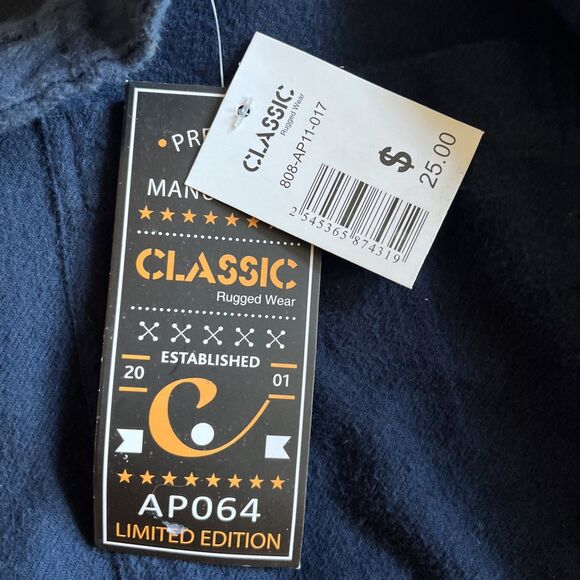 CLASSIC
Rugged Wear
808-AP11-017
2 545365 874319
$ 25.00
CLASSIC
Rugged Wear
ESTABLISHED
20 01
AP064
LIMITED EDITION